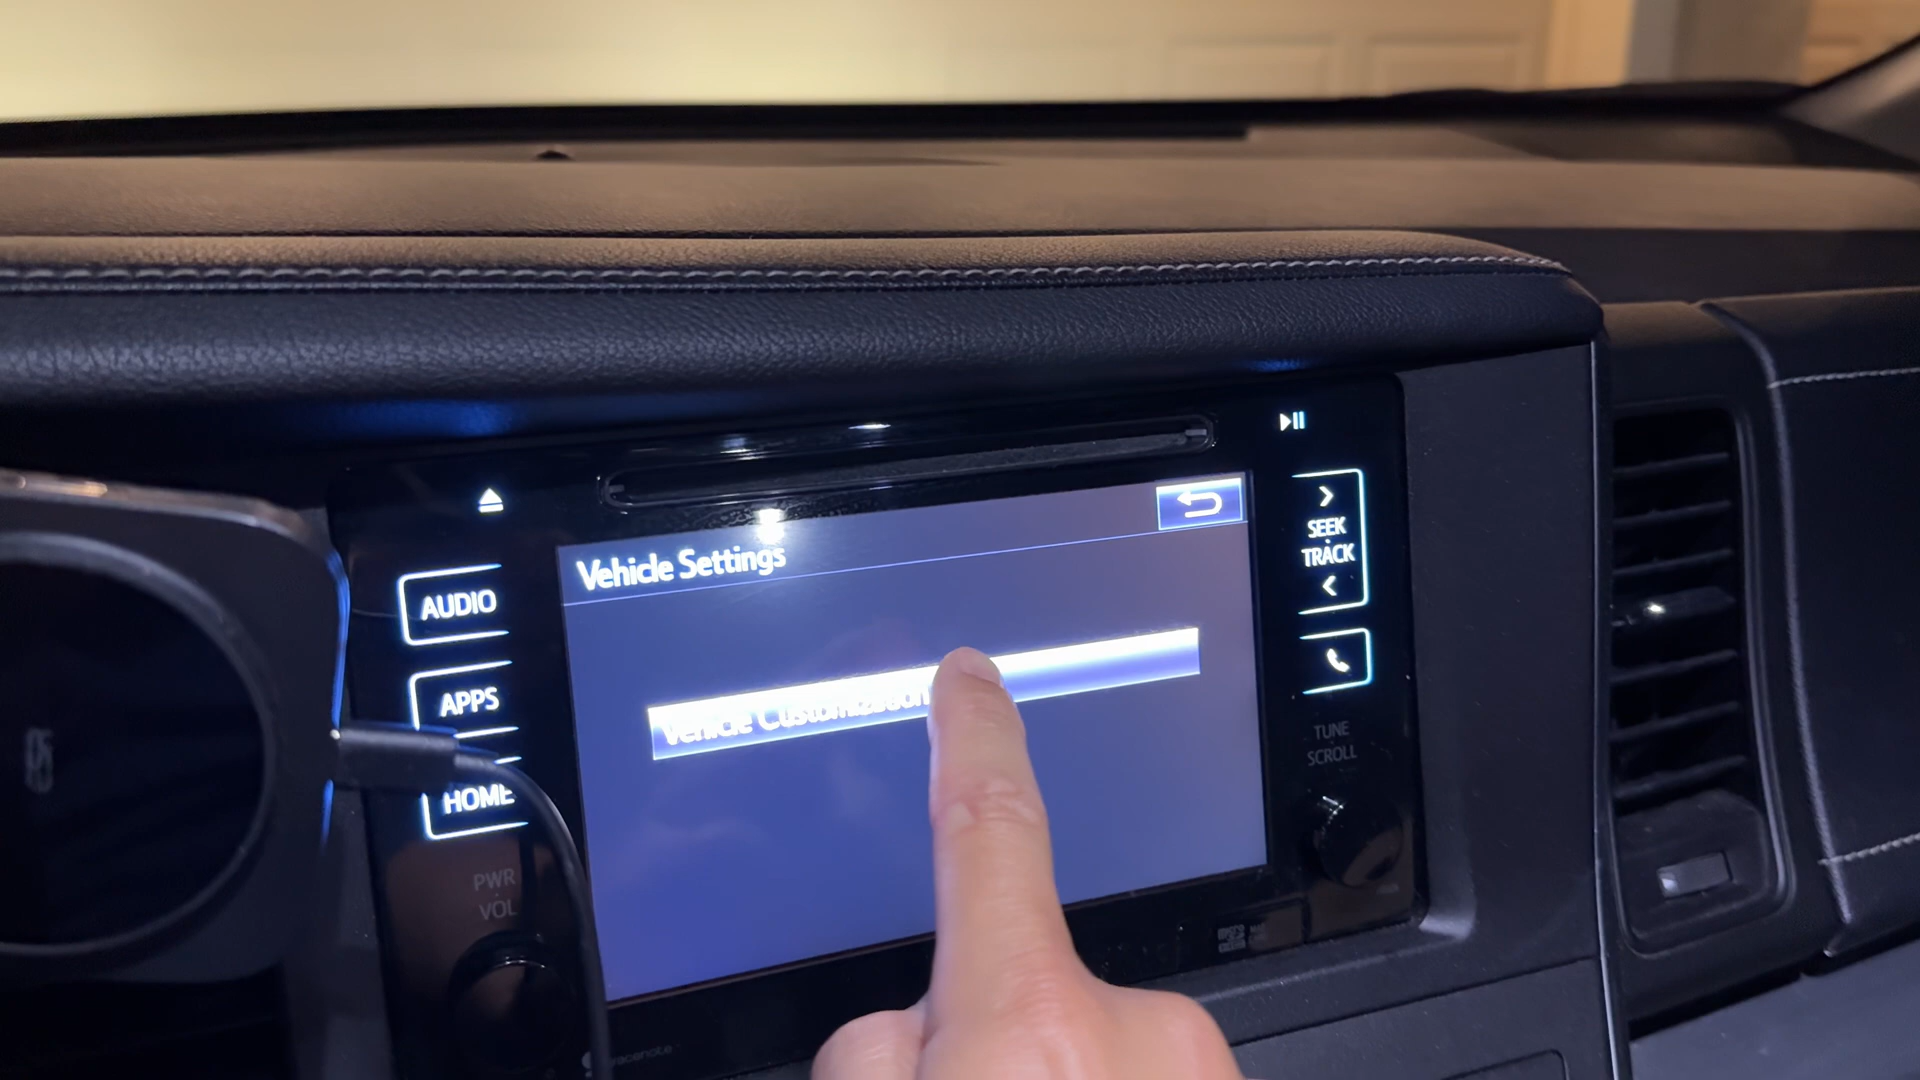 AUDIO
APPS
HOME
PWR
VOL
Vehicle Settings
Vehicle Customization
SEEK
TRACK
TUNE
SCROLL